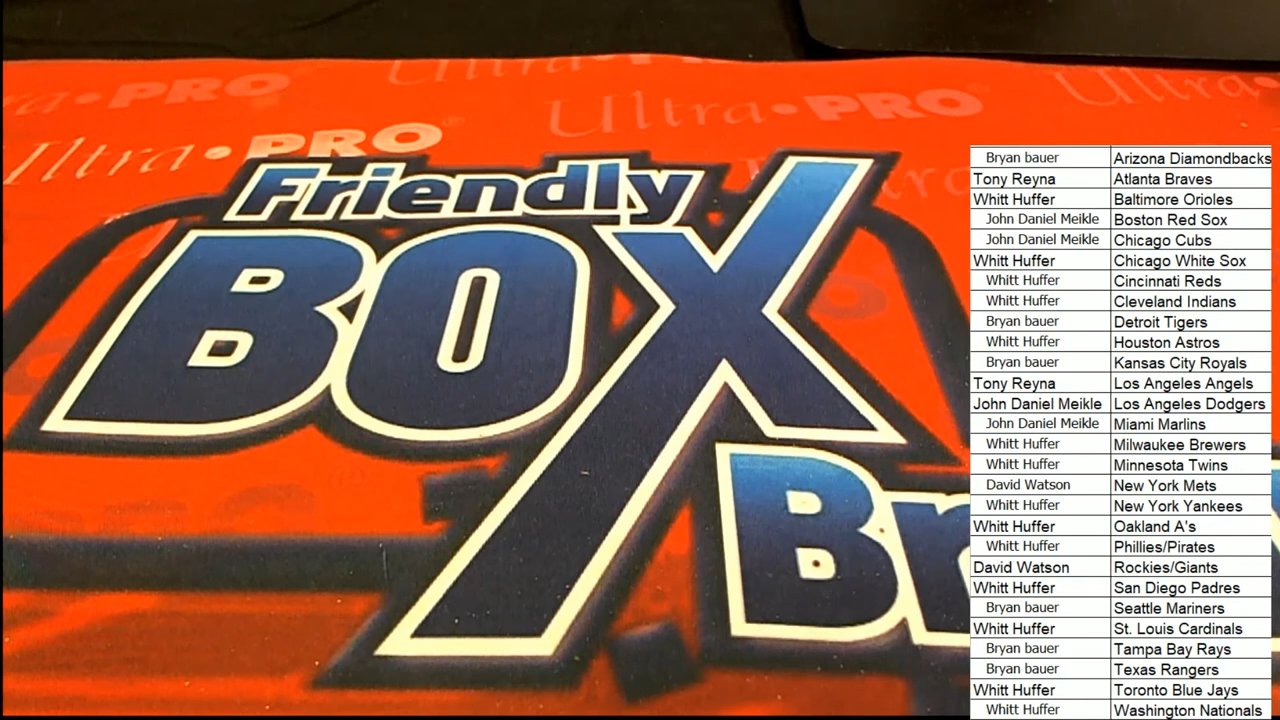 Ultra•PRO
Ultra•PRO
Ultra•PRO®
Friendly
BOX
Br
Bryan bauer Arizona Diamondbacks
Tony Reyna Atlanta Braves
Whitt Huffer Baltimore Orioles
John Daniel Meikle Boston Red Sox
John Daniel Meikle Chicago Cubs
Whitt Huffer Chicago White Sox
Whitt Huffer Cincinnati Reds
Whitt Huffer Cleveland Indians
Bryan bauer Detroit Tigers
Whitt Huffer Houston Astros
Bryan bauer Kansas City Royals
Tony Reyna Los Angeles Angels
John Daniel Meikle Los Angeles Dodgers
John Daniel Meikle Miami Marlins
Whitt Huffer Milwaukee Brewers
Whitt Huffer Minnesota Twins
David Watson New York Mets
Whitt Huffer New York Yankees
Whitt Huffer Oakland A's
Whitt Huffer Phillies/Pirates
David Watson Rockies/Giants
Whitt Huffer San Diego Padres
Bryan bauer Seattle Mariners
Whitt Huffer St. Louis Cardinals
Bryan bauer Tampa Bay Rays
Bryan bauer Texas Rangers
Whitt Huffer Toronto Blue Jays
Whitt Huffer Washington Nationals